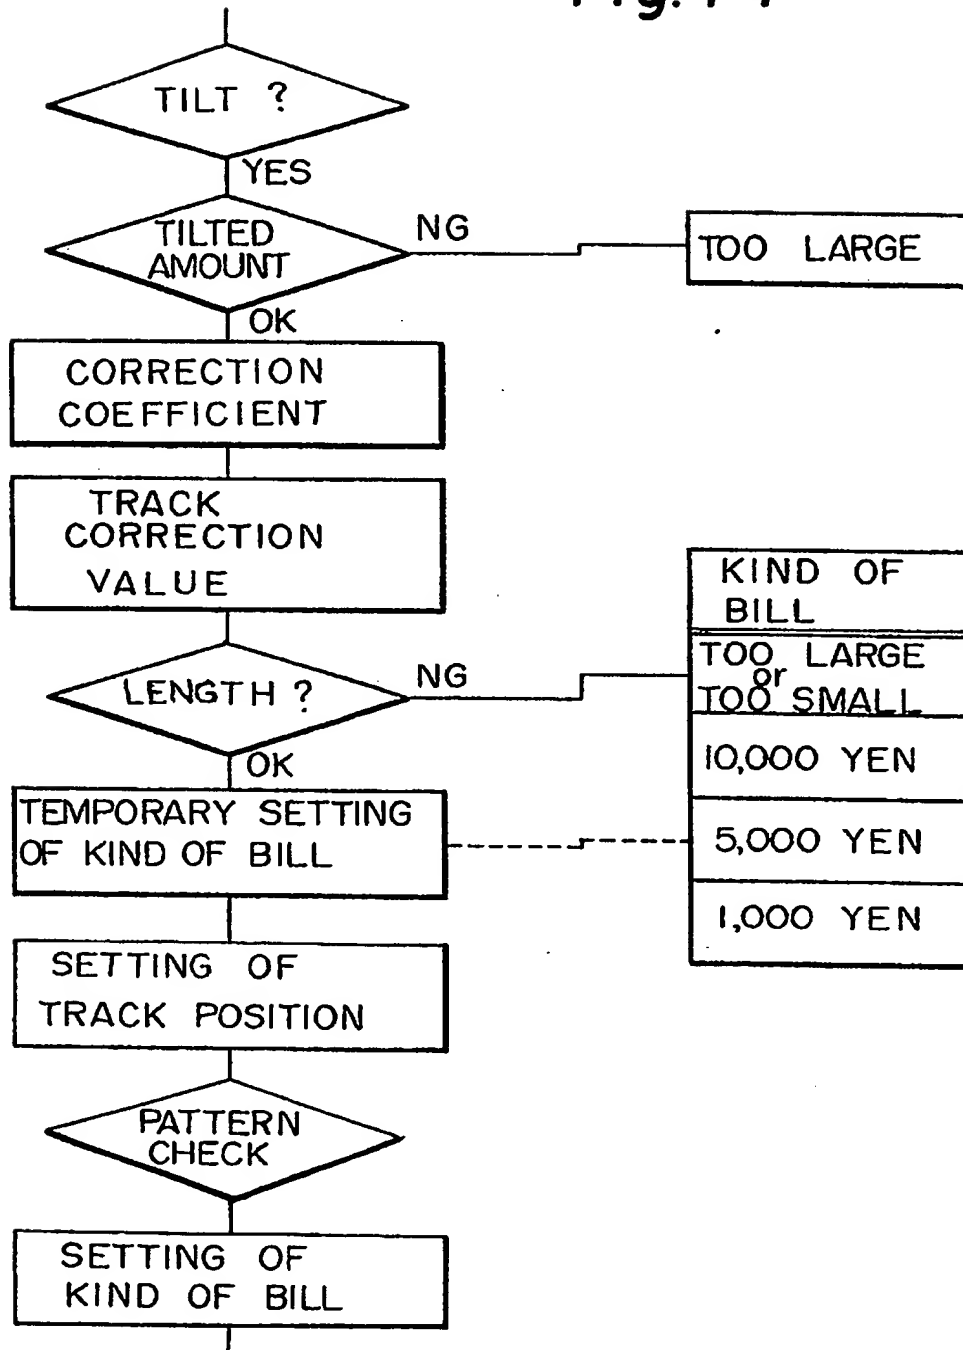 TILT ?
YES
TILTED
AMOUNT
NG
TOO LARGE
OK
CORRECTION
COEFFICIENT
TRACK
CORRECTION
VALUE
LENGTH ?
NG
KIND OF
BILL
TOO LARGE
or
TOO SMALL
10,000 YEN
5,000 YEN
1,000 YEN
OK
TEMPORARY SETTING
OF KIND OF BILL
SETTING OF
TRACK POSITION
PATTERN
CHECK
SETTING OF
KIND OF BILL